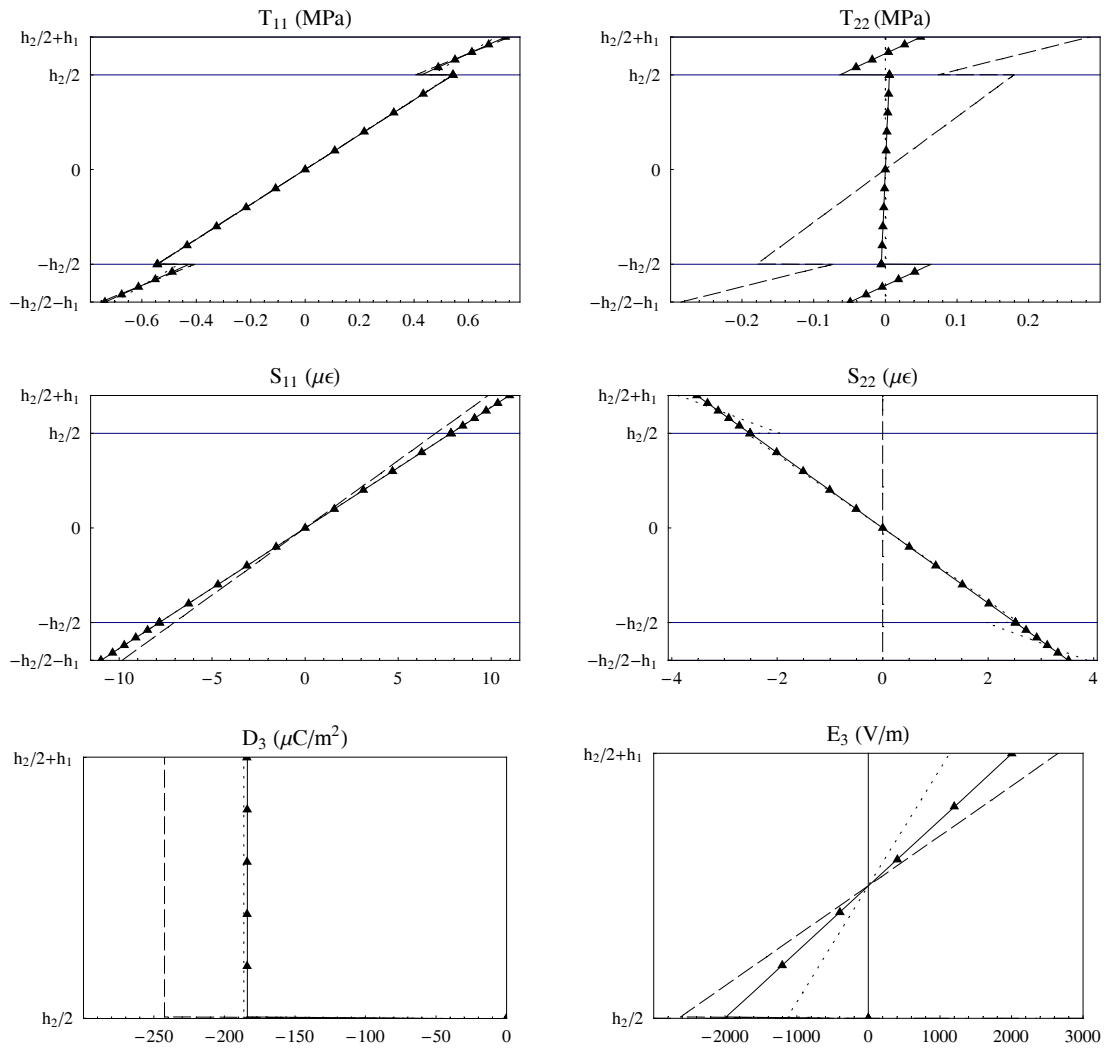 T₁₁ (MPa)
h₂/2+h₁
h₂/2
0
−h₂/2
−h₂/2−h₁
−0.6 −0.4 −0.2 0 0.2 0.4 0.6
T₂₂ (MPa)
h₂/2+h₁
h₂/2
0
−h₂/2
−h₂/2−h₁
−0.2 −0.1 0 0.1 0.2
S₁₁ (μϵ)
h₂/2+h₁
h₂/2
0
−h₂/2
−h₂/2−h₁
−10 −5 0 5 10
S₂₂ (μϵ)
h₂/2+h₁
h₂/2
0
−h₂/2
−h₂/2−h₁
−4 −2 0 2 4
D₃ (μC/m²)
h₂/2+h₁
h₂/2
−250 −200 −150 −100 −50 0
E₃ (V/m)
h₂/2+h₁
h₂/2
−2000 −1000 0 1000 2000 3000